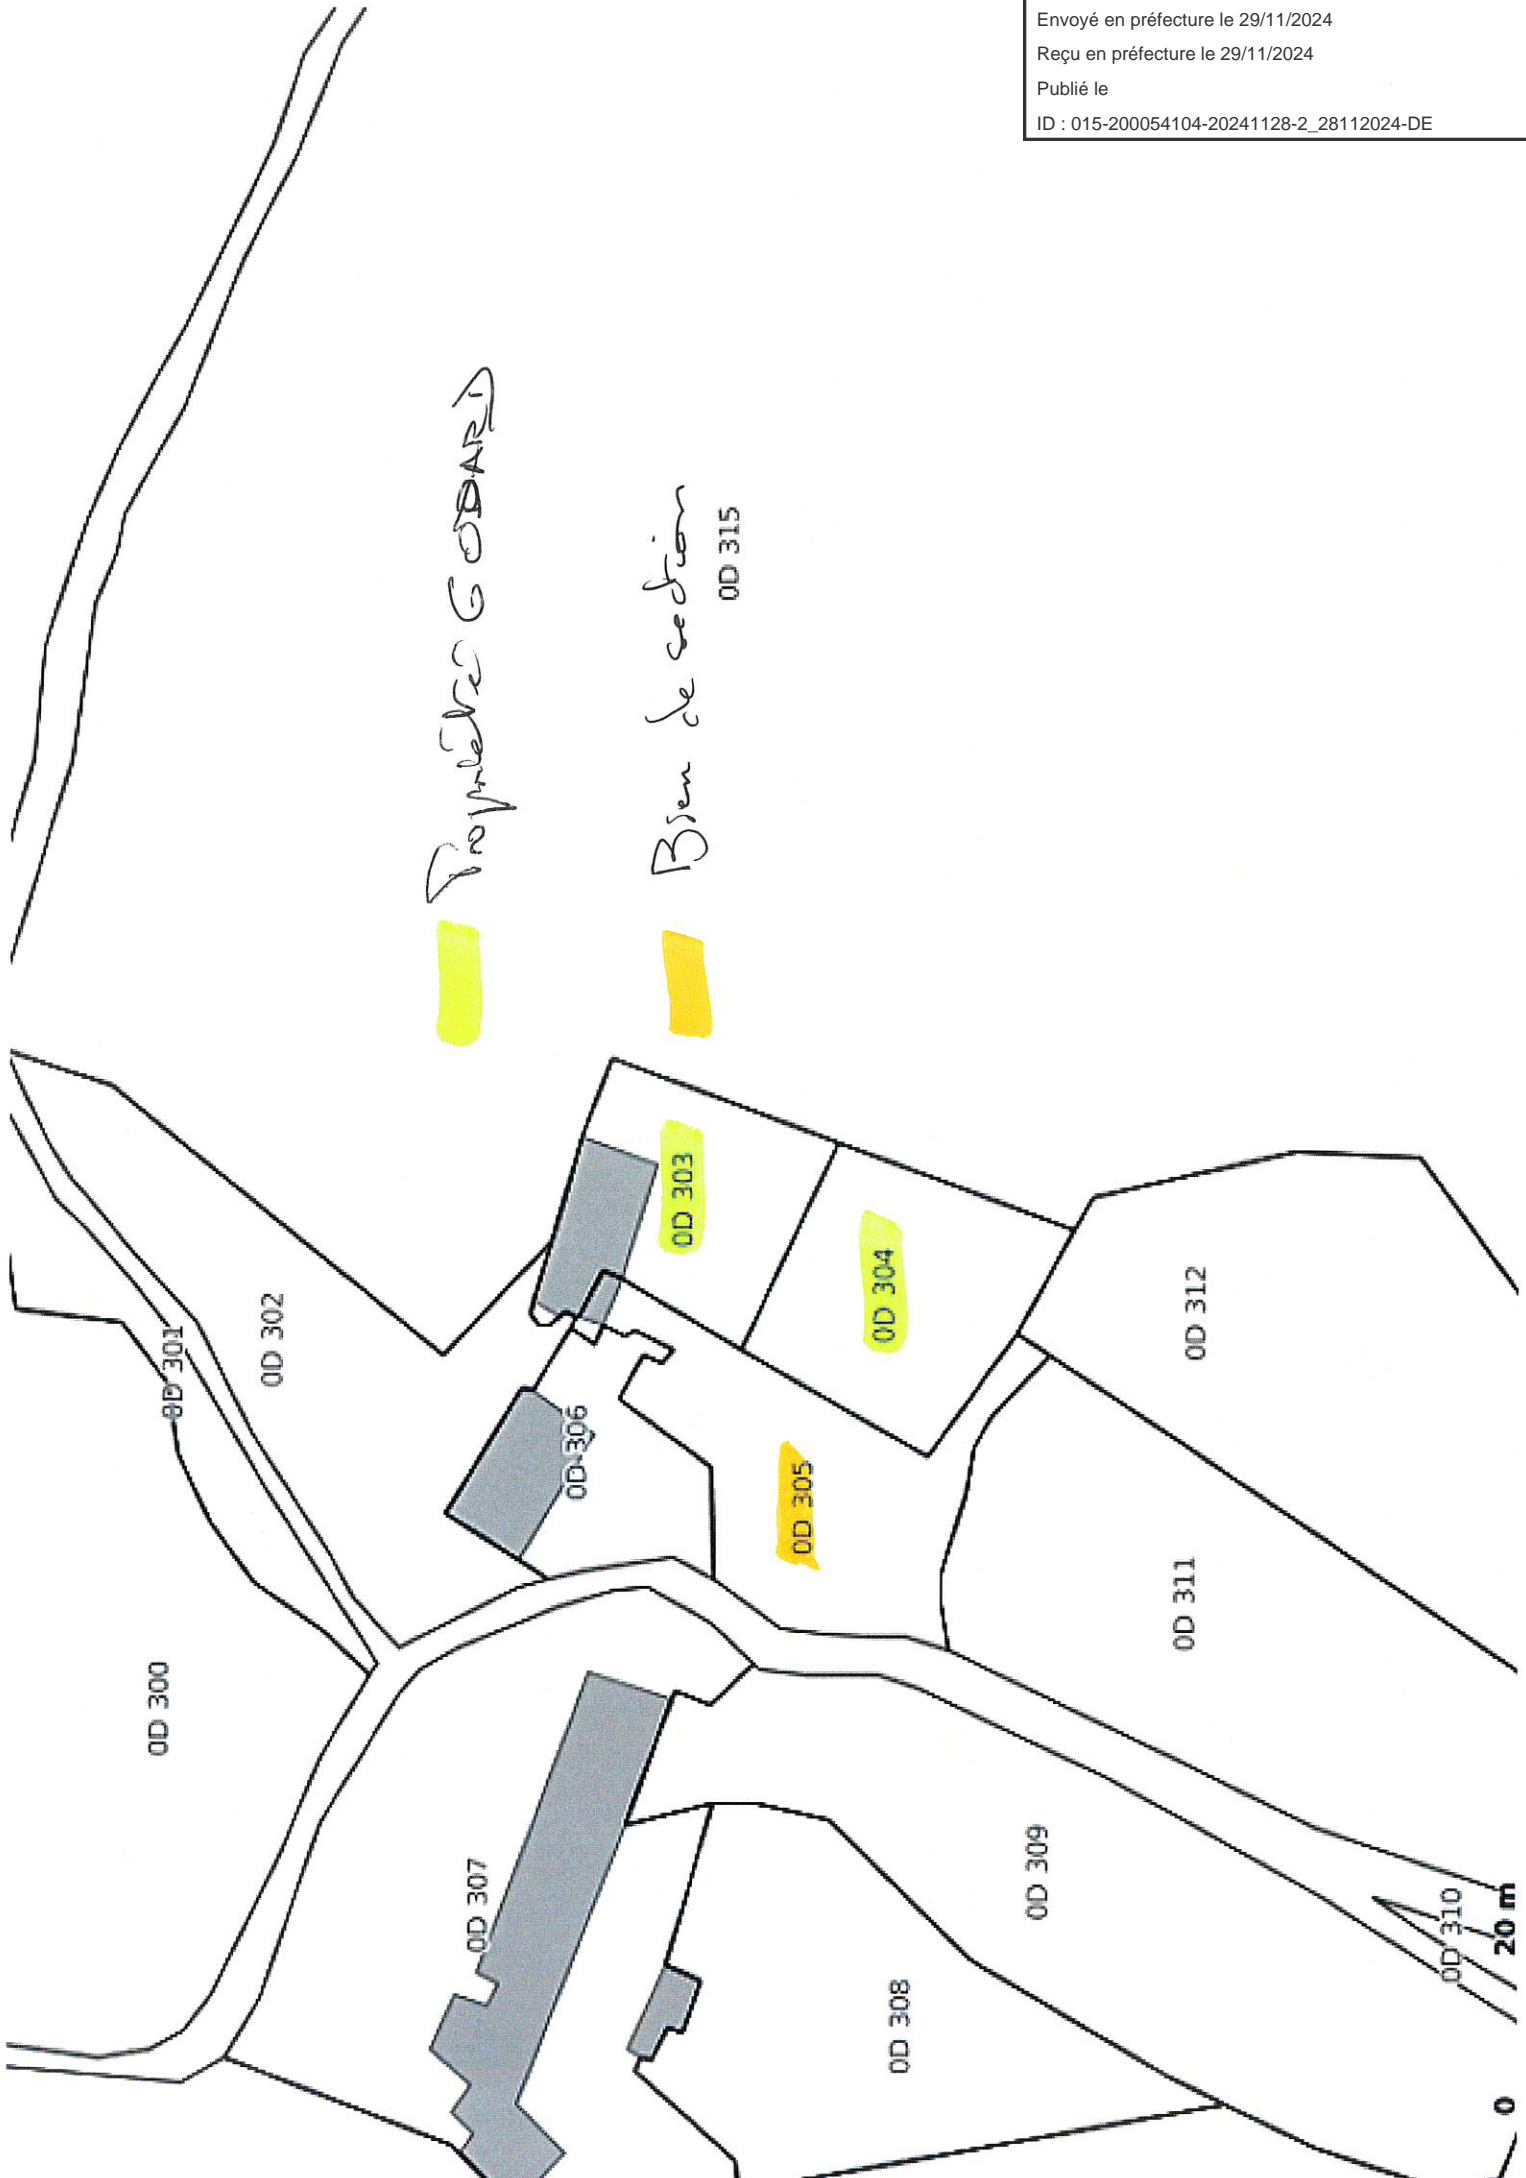 Envoyé en préfecture le 29/11/2024
Reçu en préfecture le 29/11/2024
Publié le
ID : 015-200054104-20241128-2_28112024-DE
Propriété GODARD
Bien de section
0D 315
0D 303
0D 304
0D 302
0D 301
0D 306
0D 305
0D 312
0D 311
0D 300
0D 307
0D 309
0D 308
0D 310
0
20 m